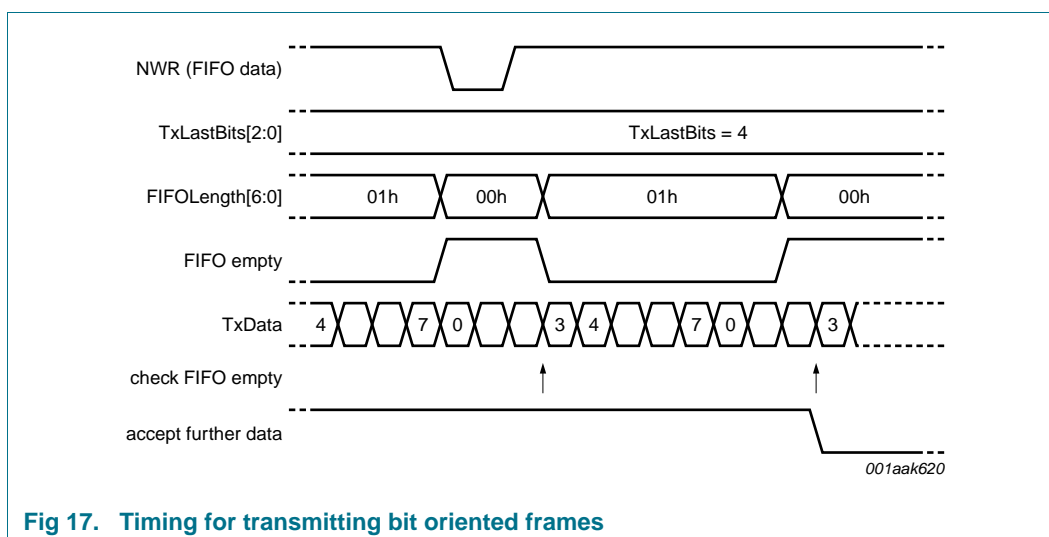 NWR (FIFO data)
TxLastBits[2:0] TxLastBits = 4
FIFOLength[6:0] 01h 00h 01h 00h
FIFO empty
TxData 4 7 0 3 4 7 0 3
check FIFO empty
accept further data
001aak620
Fig 17. Timing for transmitting bit oriented frames